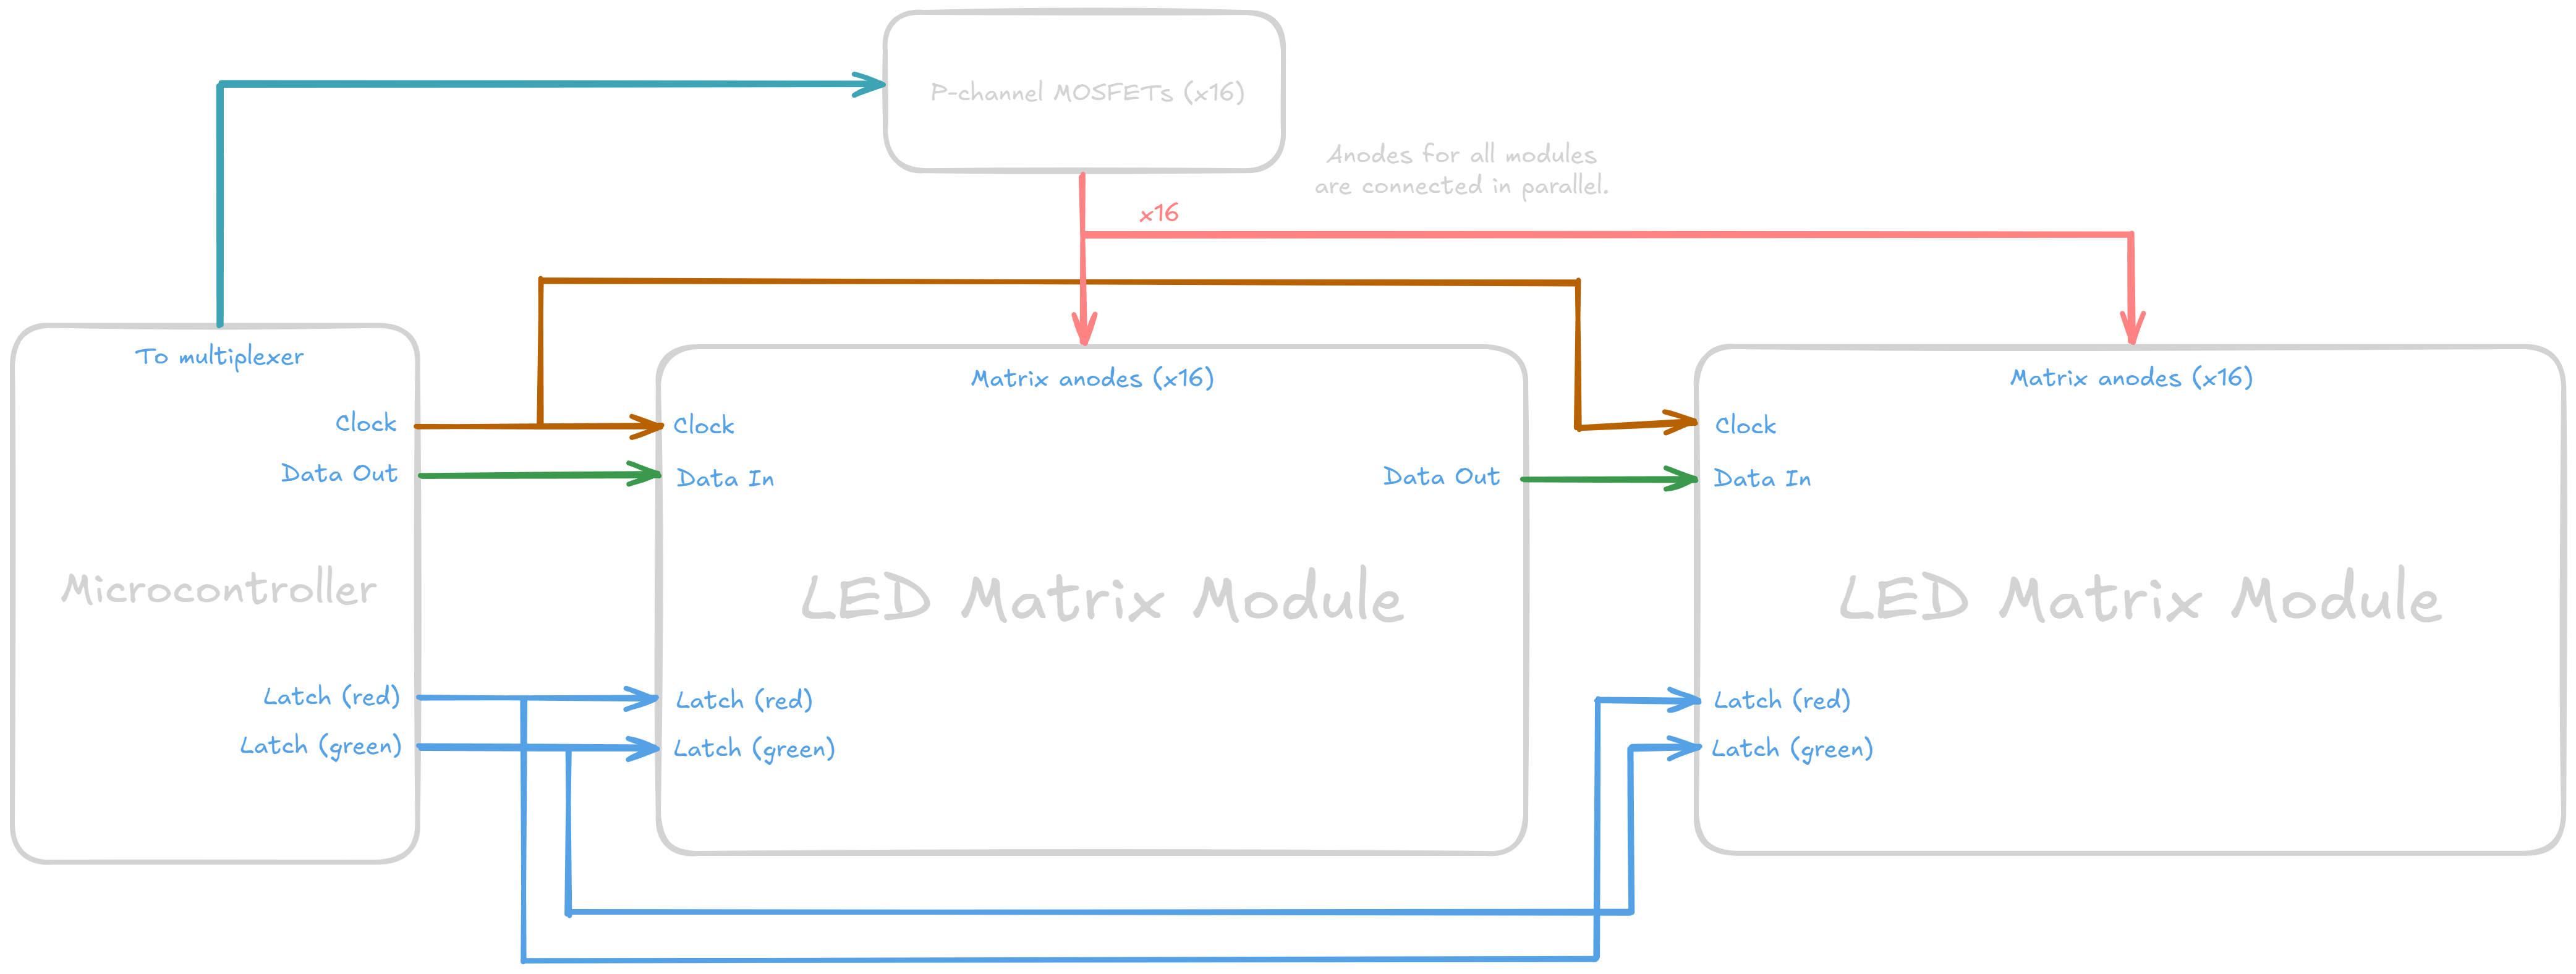 P-channel MOSFETs (x16)
Anodes for all modules
are connected in parallel.
x16
To multiplexer
Clock
Data Out
Microcontroller
Latch (red)
Latch (green)
Matrix anodes (x16)
Clock
Data In
Data Out
LED Matrix Module
Latch (red)
Latch (green)
Matrix anodes (x16)
Clock
Data In
LED Matrix Module
Latch (red)
Latch (green)